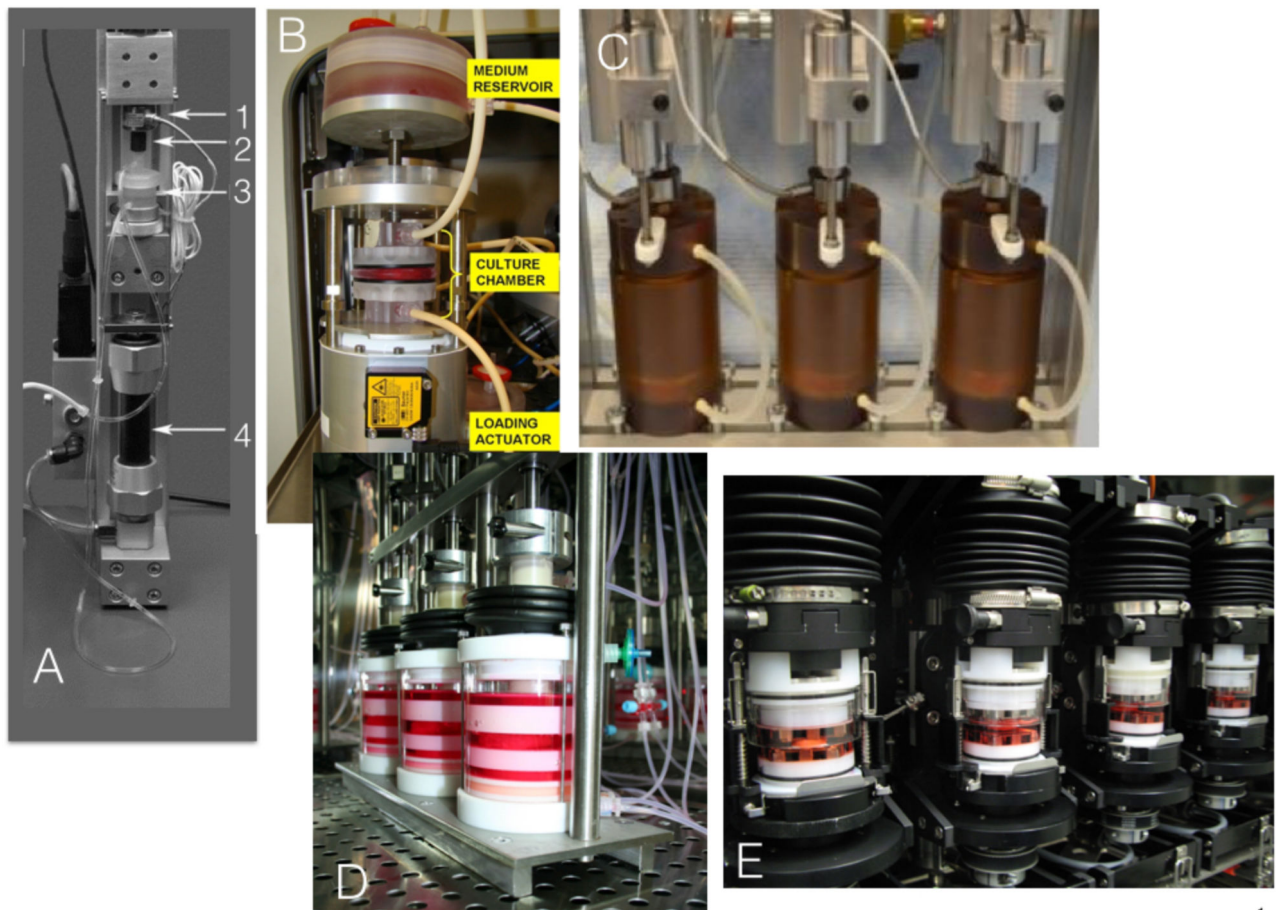 A
1
2
3
4
B
MEDIUM
RESERVOIR
CULTURE
CHAMBER
LOADING
ACTUATOR
C
D
E